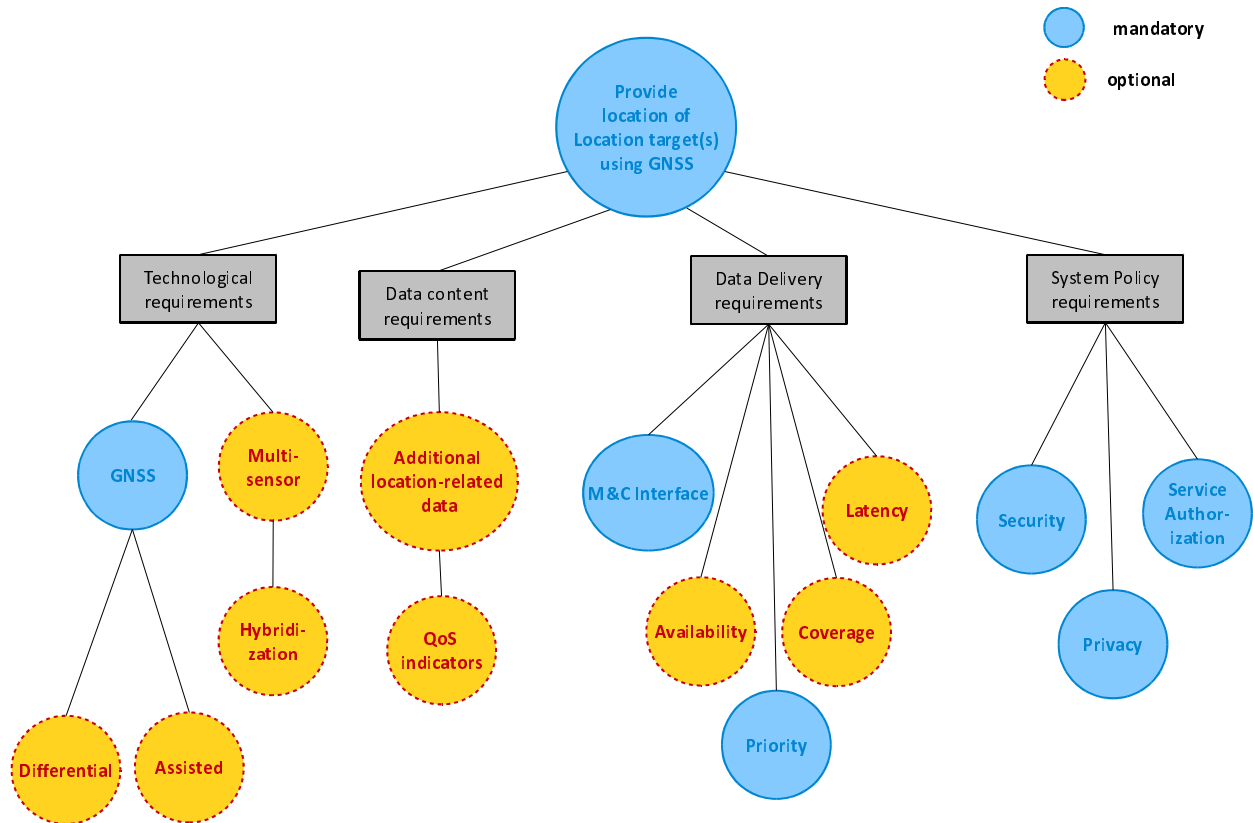 mandatory
optional
Provide
location of
Location target(s)
using GNSS
Technological
requirements
Data content
requirements
Data Delivery
requirements
System Policy
requirements
GNSS
Multi-
sensor
Additional
location-related
data
M&C Interface
Latency
Security
Service
Author-
ization
Hybridi-
zation
QoS
indicators
Availability
Coverage
Privacy
Differential
Assisted
Priority